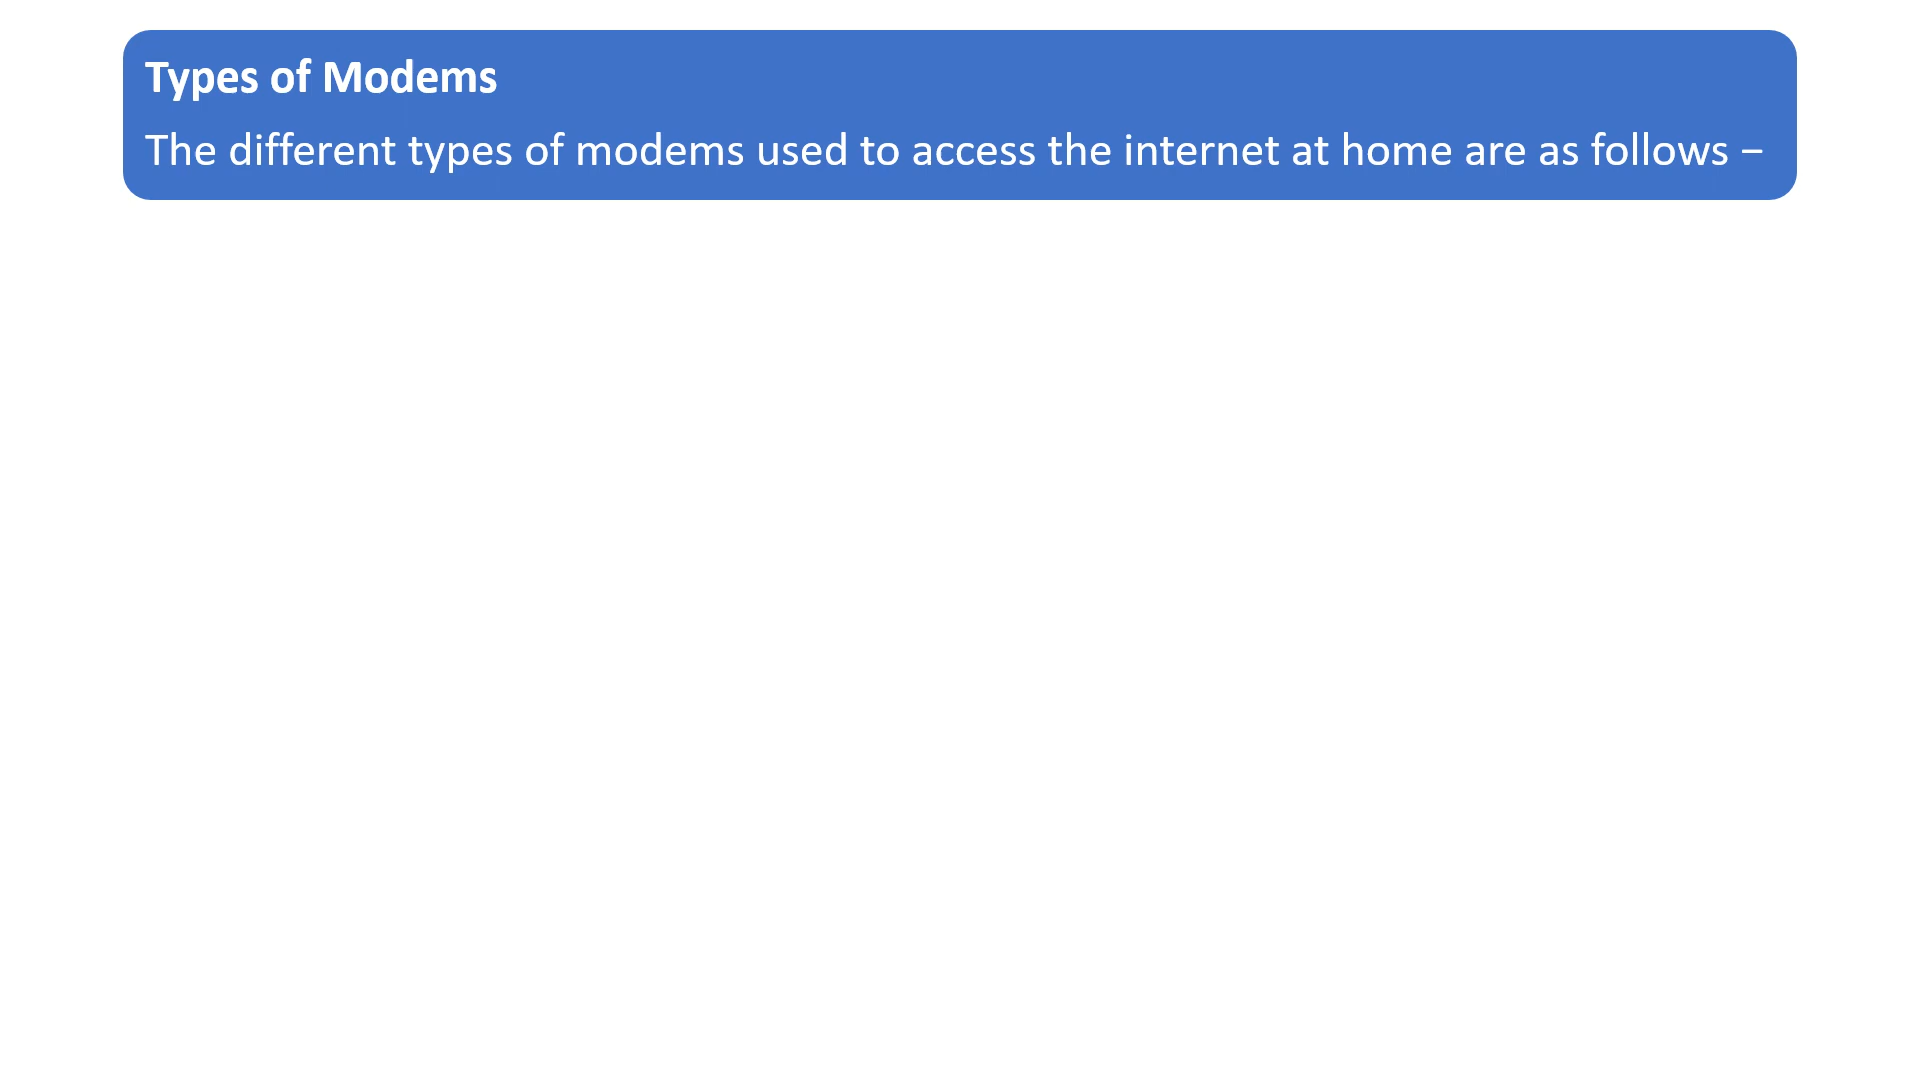 Types of Modems
The different types of modems used to access the internet at home are as follows –